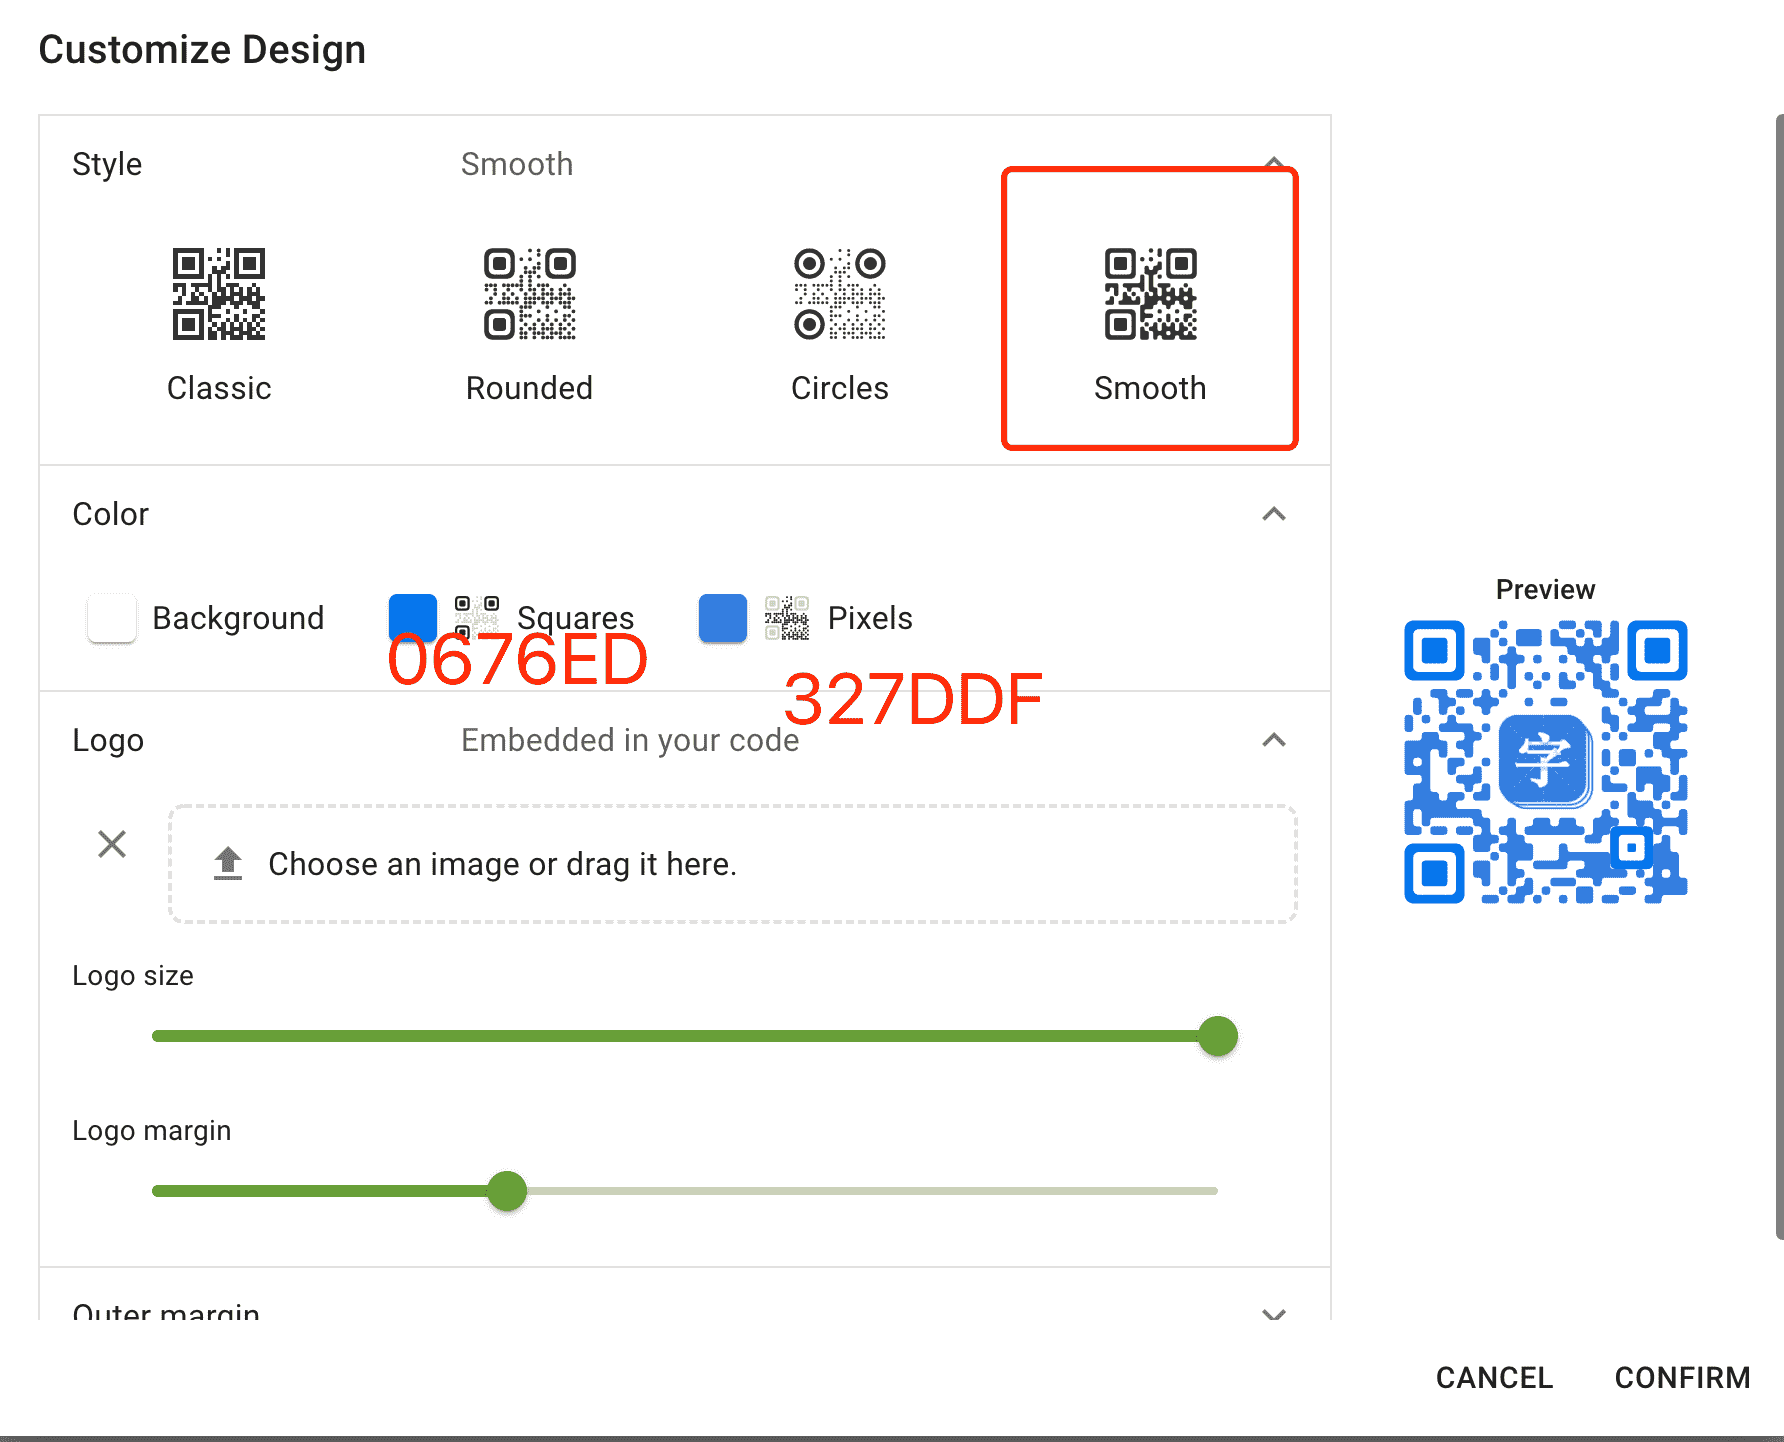 Customize Design
Style
Smooth
Classic
Rounded
Circles
Smooth
Color
Background
Squares
Pixels
0676ED
327DDF
Logo
Embedded in your code
Choose an image or drag it here.
Logo size
Logo margin
Outer margin
Preview
字
CANCEL
CONFIRM